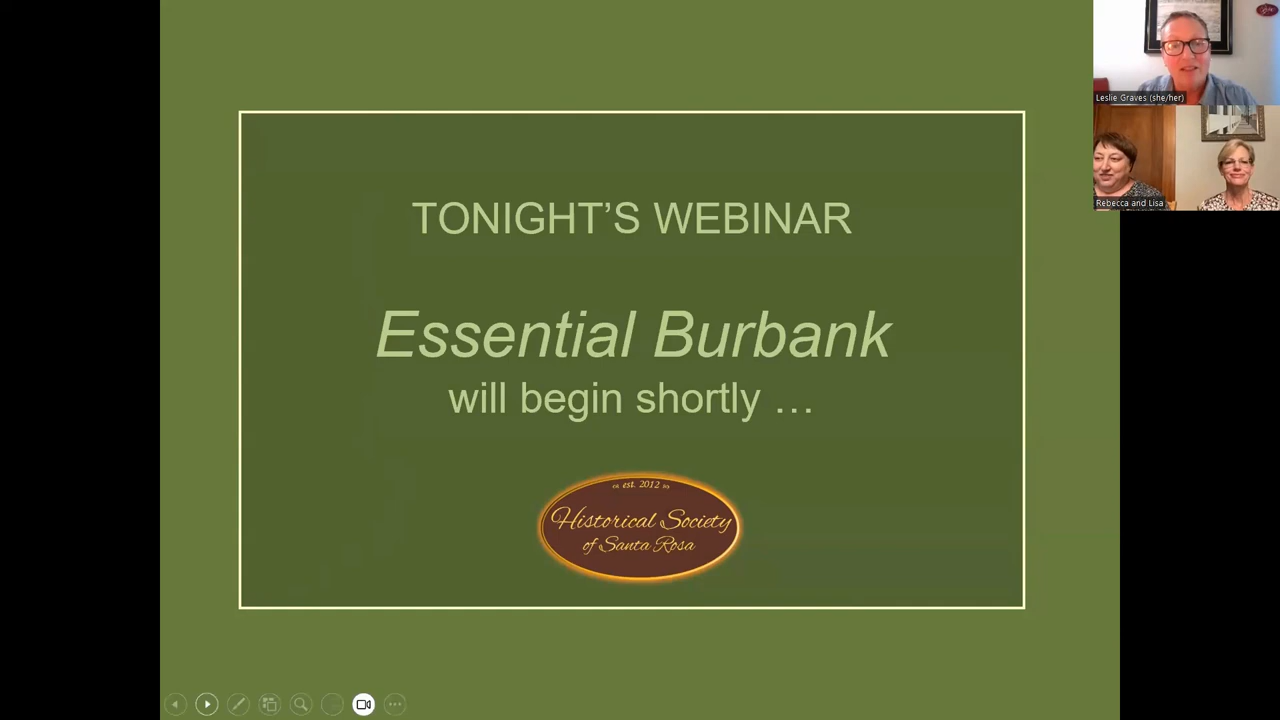 TONIGHT’S WEBINAR
Essential Burbank
will begin shortly …
est. 2012
Historical Society
of Santa Rosa
Leslie Graves (she/her)
Rebecca and Lisa